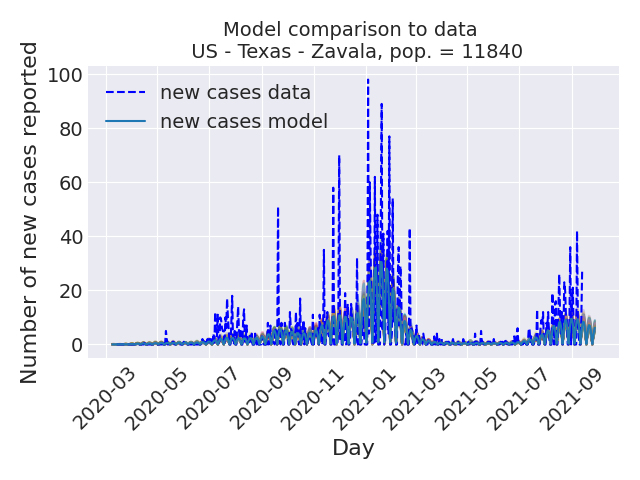 Model comparison to data
US - Texas - Zavala, pop. = 11840
Number of new cases reported
100
80
60
40
20
0
new cases data
new cases model
2020-03
2020-05
2020-07
2020-09
2020-11
2021-01
2021-03
2021-05
2021-07
2021-09
Day